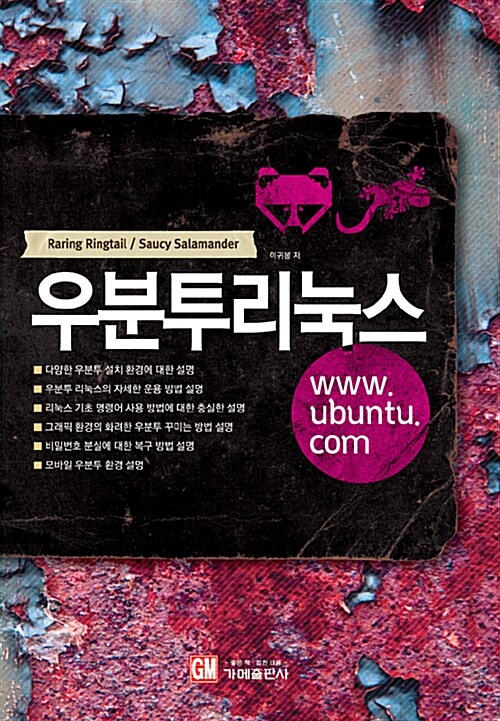 Raring Ringtail / Saucy Salamander
이귀봉 저
우분투리눅스
다양한 우분투 설치 환경에 대한 설명
우분투 리눅스의 자세한 운용 방법 설명
리눅스 기초 명령어 사용 방법에 대한 충실한 설명
그래픽 환경의 화려한 우분투 꾸미는 방법 설명
비밀번호 분실에 대한 복구 방법 설명
모바일 우분투 환경 설명
www.
ubuntu.
com
GM
가메출판사